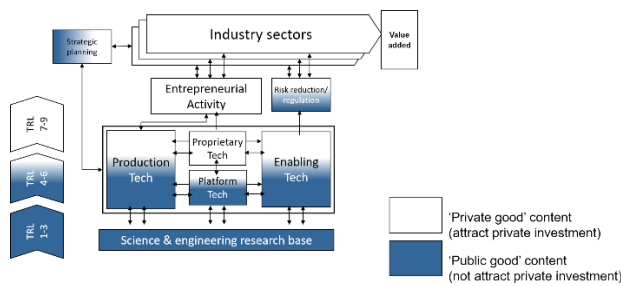 Industry sectors
Value
added
Strategic
planning
Entrepreneurial
Activity
Risk reduction/
regulation
TRL
7-9
TRL
4-6
TRL
1-3
Production
Tech
Proprietary
Tech
Platform
Tech
Enabling
Tech
Science & engineering research base
'Private good' content
(attract private investment)
'Public good' content
(not attract private investment)